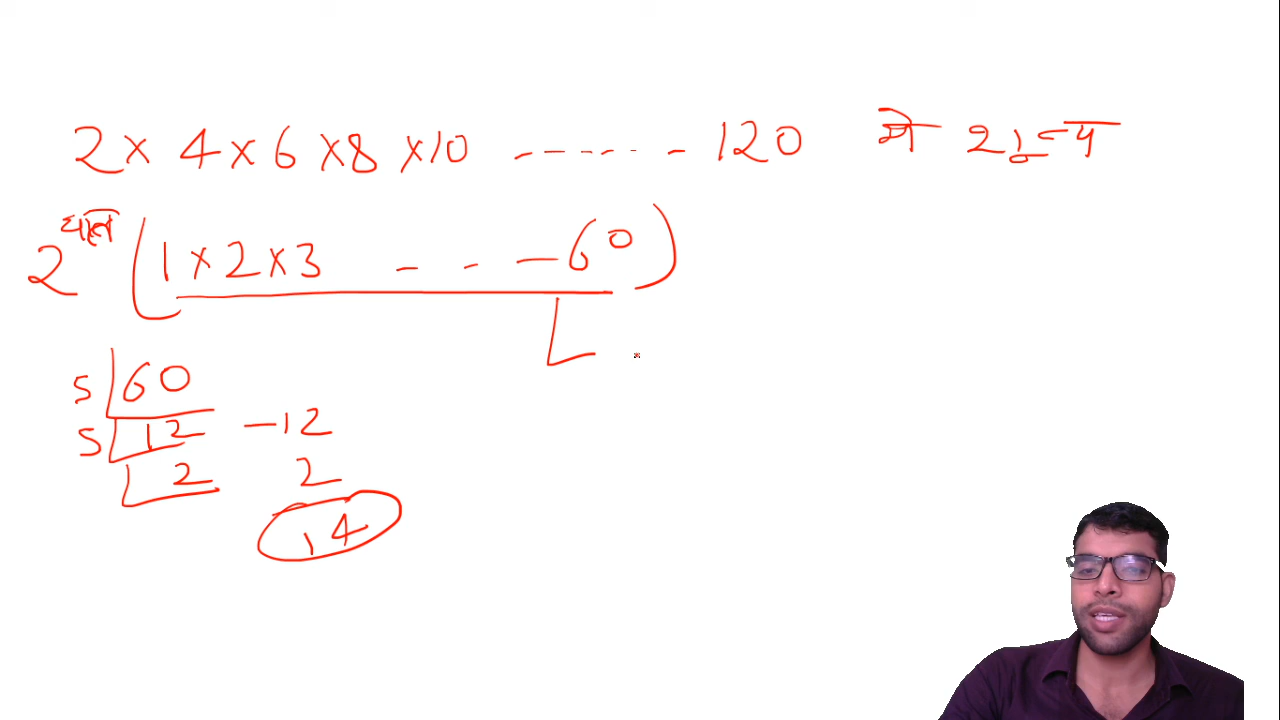 2 × 4 × 6 × 8 × 10 ------ 120 मे शून्य
2 घात (1 × 2 × 3 - - - 60)
5 | 60
5 | 12 - 12
2 2
14